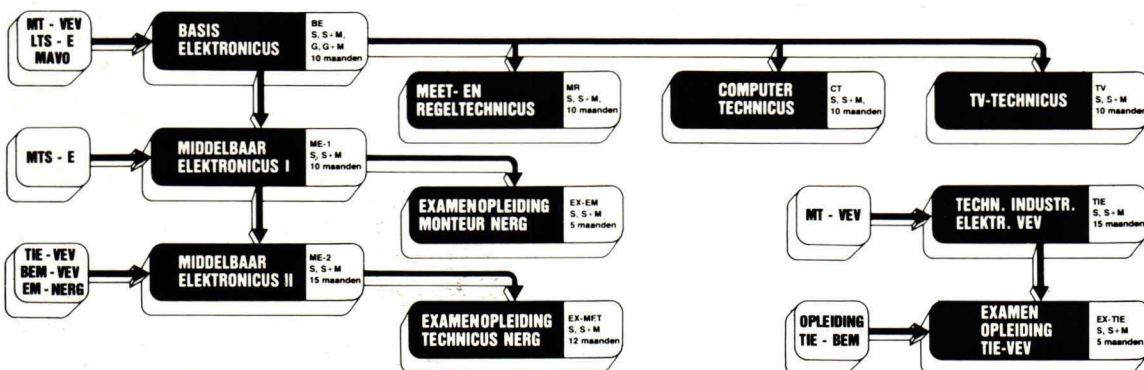 MT - VEV
LTS - E
MAVO
BASIS
ELEKTRONICUS
BE
S, S+M,
G, G+M
10 maanden
MEET- EN
REGELTECHNICUS
MR
S, S+M,
10 maanden
COMPUTER
TECHNICUS
CT
S, S+M,
10 maanden
TV-TECHNICUS
TV
S, S+M
10 maanden
MTS - E
MIDDELBAAR
ELEKTRONICUS I
ME-1
S, S+M
10 maanden
EXAMENOPLEIDING
MONTEUR NERG
EX-EM
S, S+M
5 maanden
MT - VEV
TECHN. INDUSTR.
ELEKTR. VEV
TIE
S, S+M
15 maanden
TIE - VEV
BEM - VEV
EM - NERG
MIDDELBAAR
ELEKTRONICUS II
ME-2
S, S+M
15 maanden
EXAMENOPLEIDING
TECHNICUS NERG
EX-MET
S, S+M
12 maanden
OPLEIDING
TIE - BEM
EXAMEN
OPLEIDING
TIE-VEV
EX-TIE
S, S+M
5 maanden